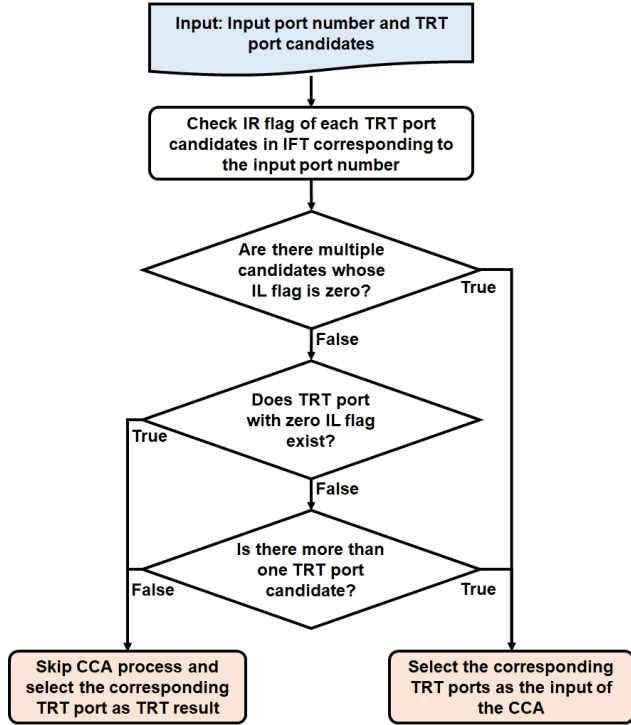 Input: Input port number and TRT
port candidates
Check IR flag of each TRT port
candidates in IFT corresponding to
the input port number
Are there multiple
candidates whose
IL flag is zero?
True
False
Does TRT port
with zero IL flag
exist?
True
False
Is there more than
one TRT port
candidate?
False
True
Skip CCA process and
select the corresponding
TRT port as TRT result
Select the corresponding
TRT ports as the input of
the CCA